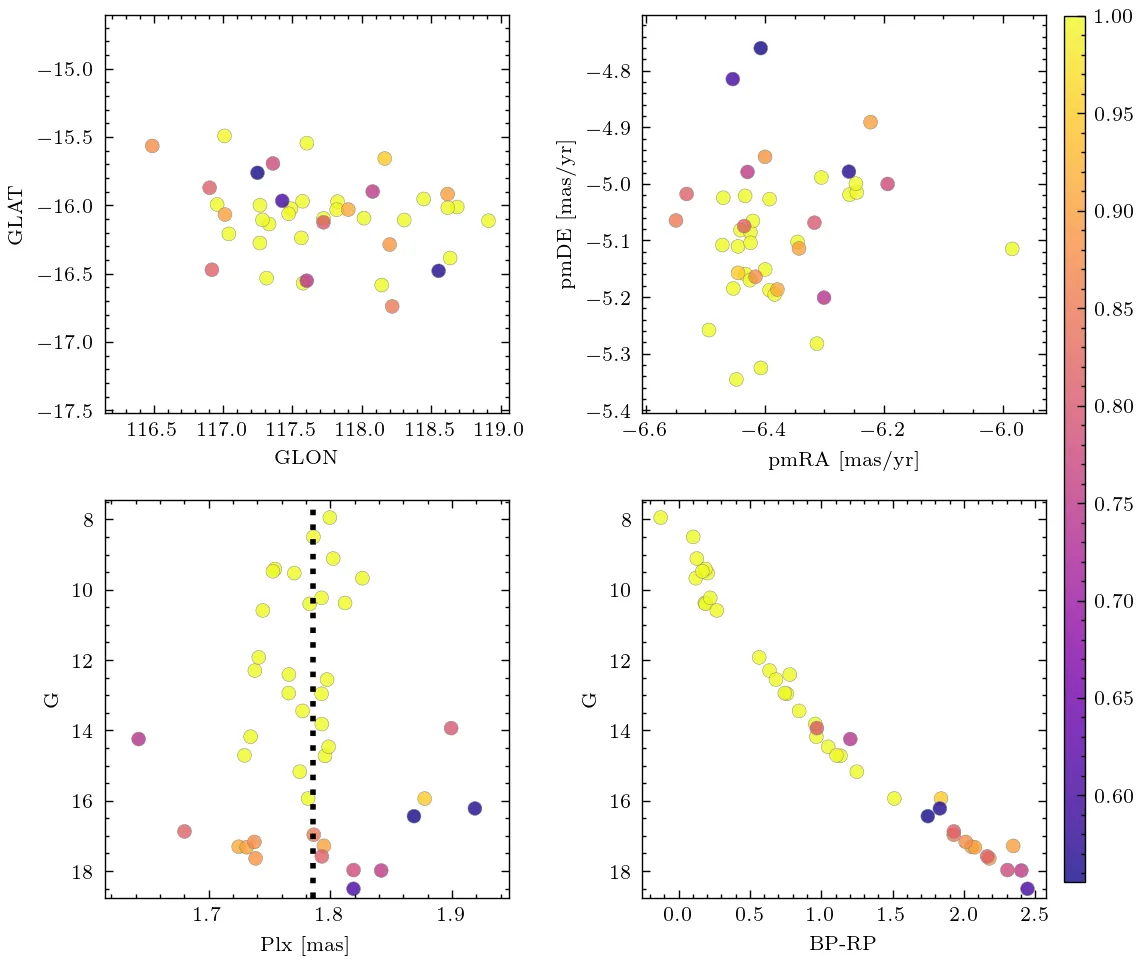 −15.0
−15.5
−16.0
−16.5
−17.0
−17.5
GLAT
116.5 117.0 117.5 118.0 118.5 119.0
GLON
−4.8
−4.9
−5.0
−5.1
−5.2
−5.3
−5.4
pmDE [mas/yr]
−6.6 −6.4 −6.2 −6.0
pmRA [mas/yr]
8
10
12
14
16
18
G
1.7 1.8 1.9
Plx [mas]
8
10
12
14
16
18
G
0.0 0.5 1.0 1.5 2.0 2.5
BP-RP
1.00
0.95
0.90
0.85
0.80
0.75
0.70
0.65
0.60